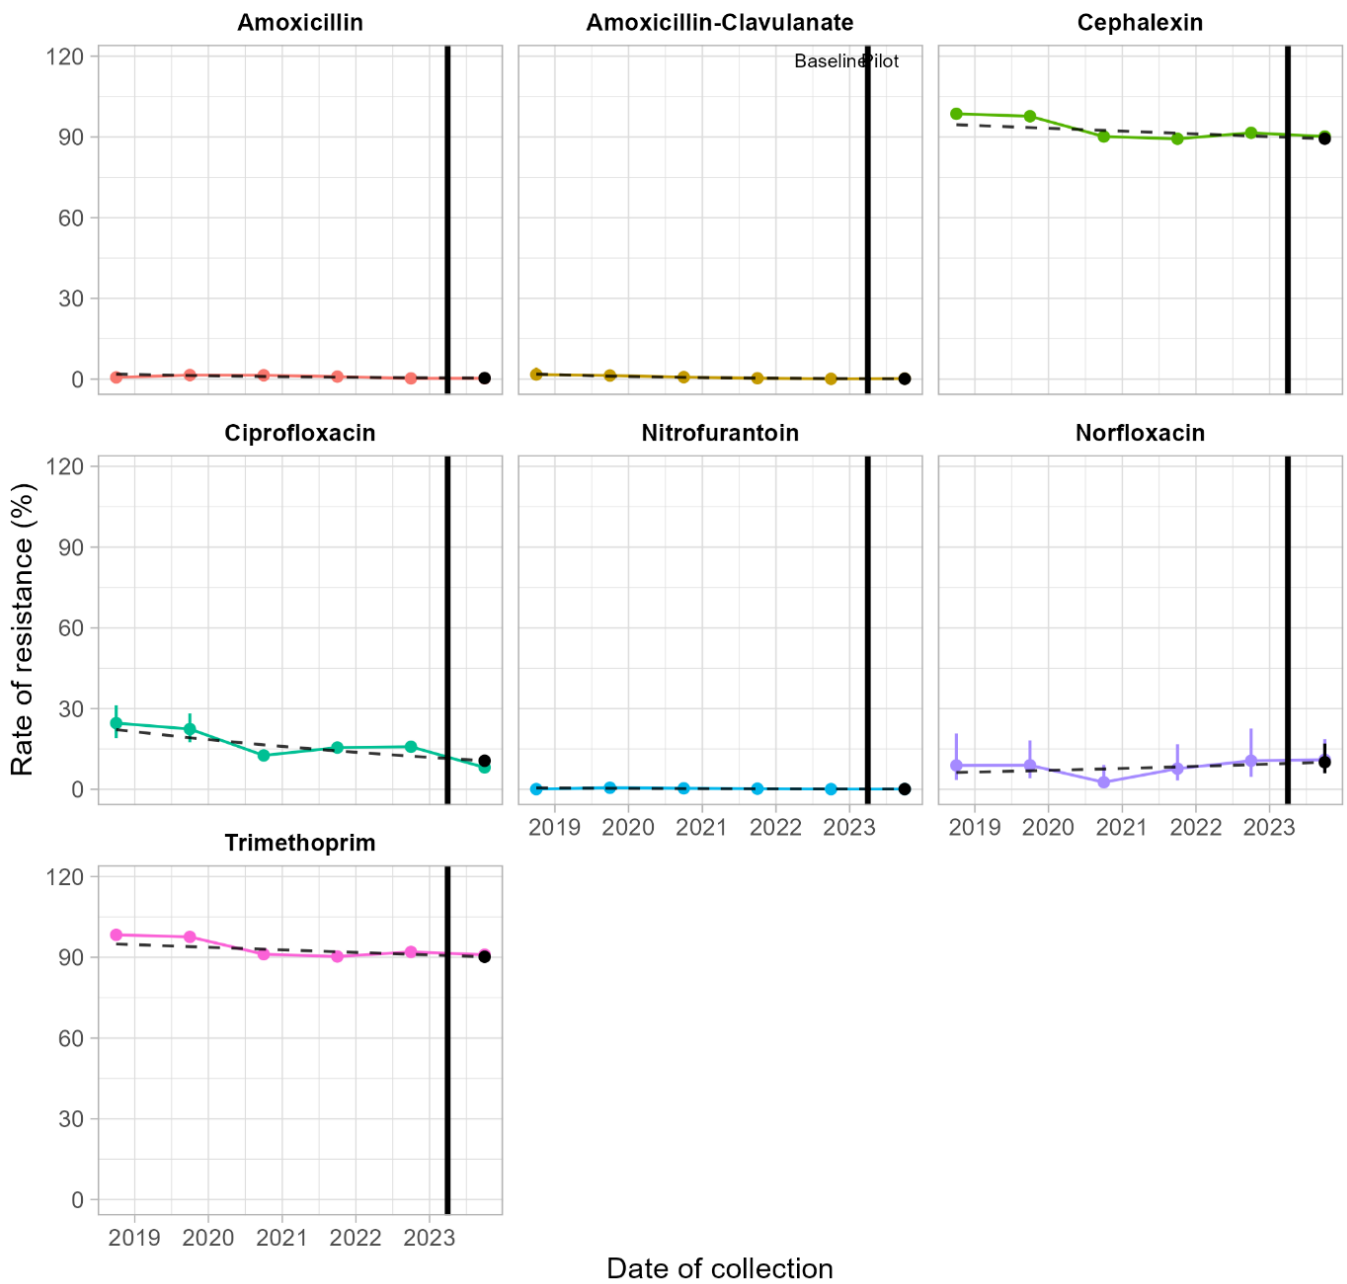 Amoxicillin
Amoxicillin-Clavulanate
Cephalexin
120
90
60
30
0
Baseline
Pilot
Ciprofloxacin
Nitrofurantoin
Norfloxacin
120
90
60
30
0
2019 2020 2021 2022 2023
2019 2020 2021 2022 2023
Trimethoprim
120
90
60
30
0
2019 2020 2021 2022 2023
Rate of resistance (%)
Date of collection